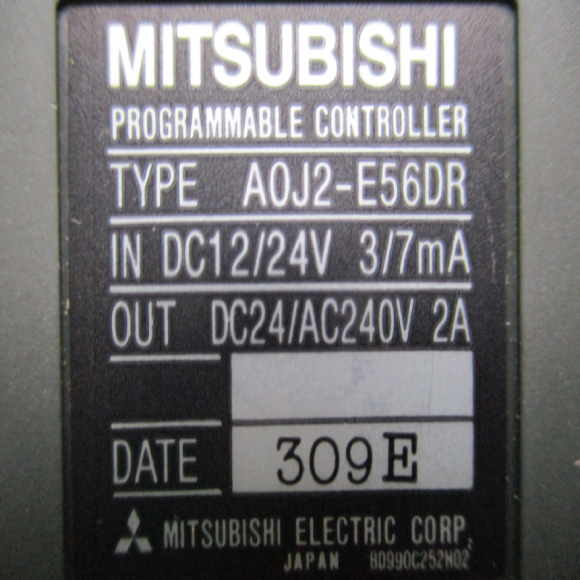 MITSUBISHI
PROGRAMMABLE CONTROLLER
TYPE A0J2-E56DR
IN DC12/24V 3/7mA
OUT DC24/AC240V 2A
DATE 309E
MITSUBISHI ELECTRIC CORP.
JAPAN BD990C252H02